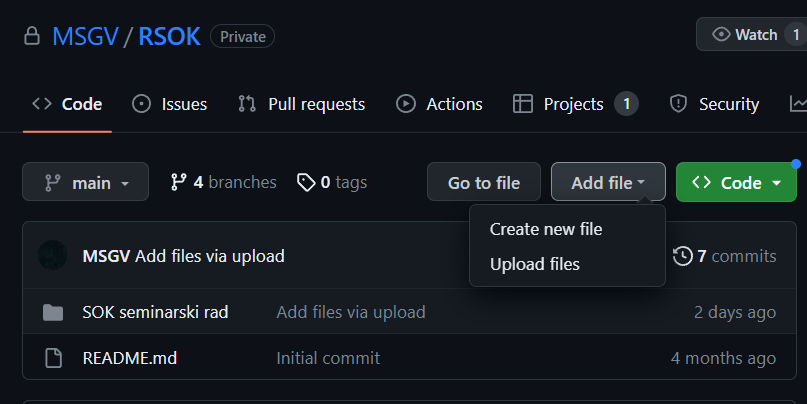 MSGV / RSOK Private Watch 1
Code Issues Pull requests Actions Projects 1 Security
main 4 branches 0 tags Go to file Add file Code
Create new file
Upload files
MSGV Add files via upload 7 commits
SOK seminarski rad Add files via upload 2 days ago
README.md Initial commit 4 months ago